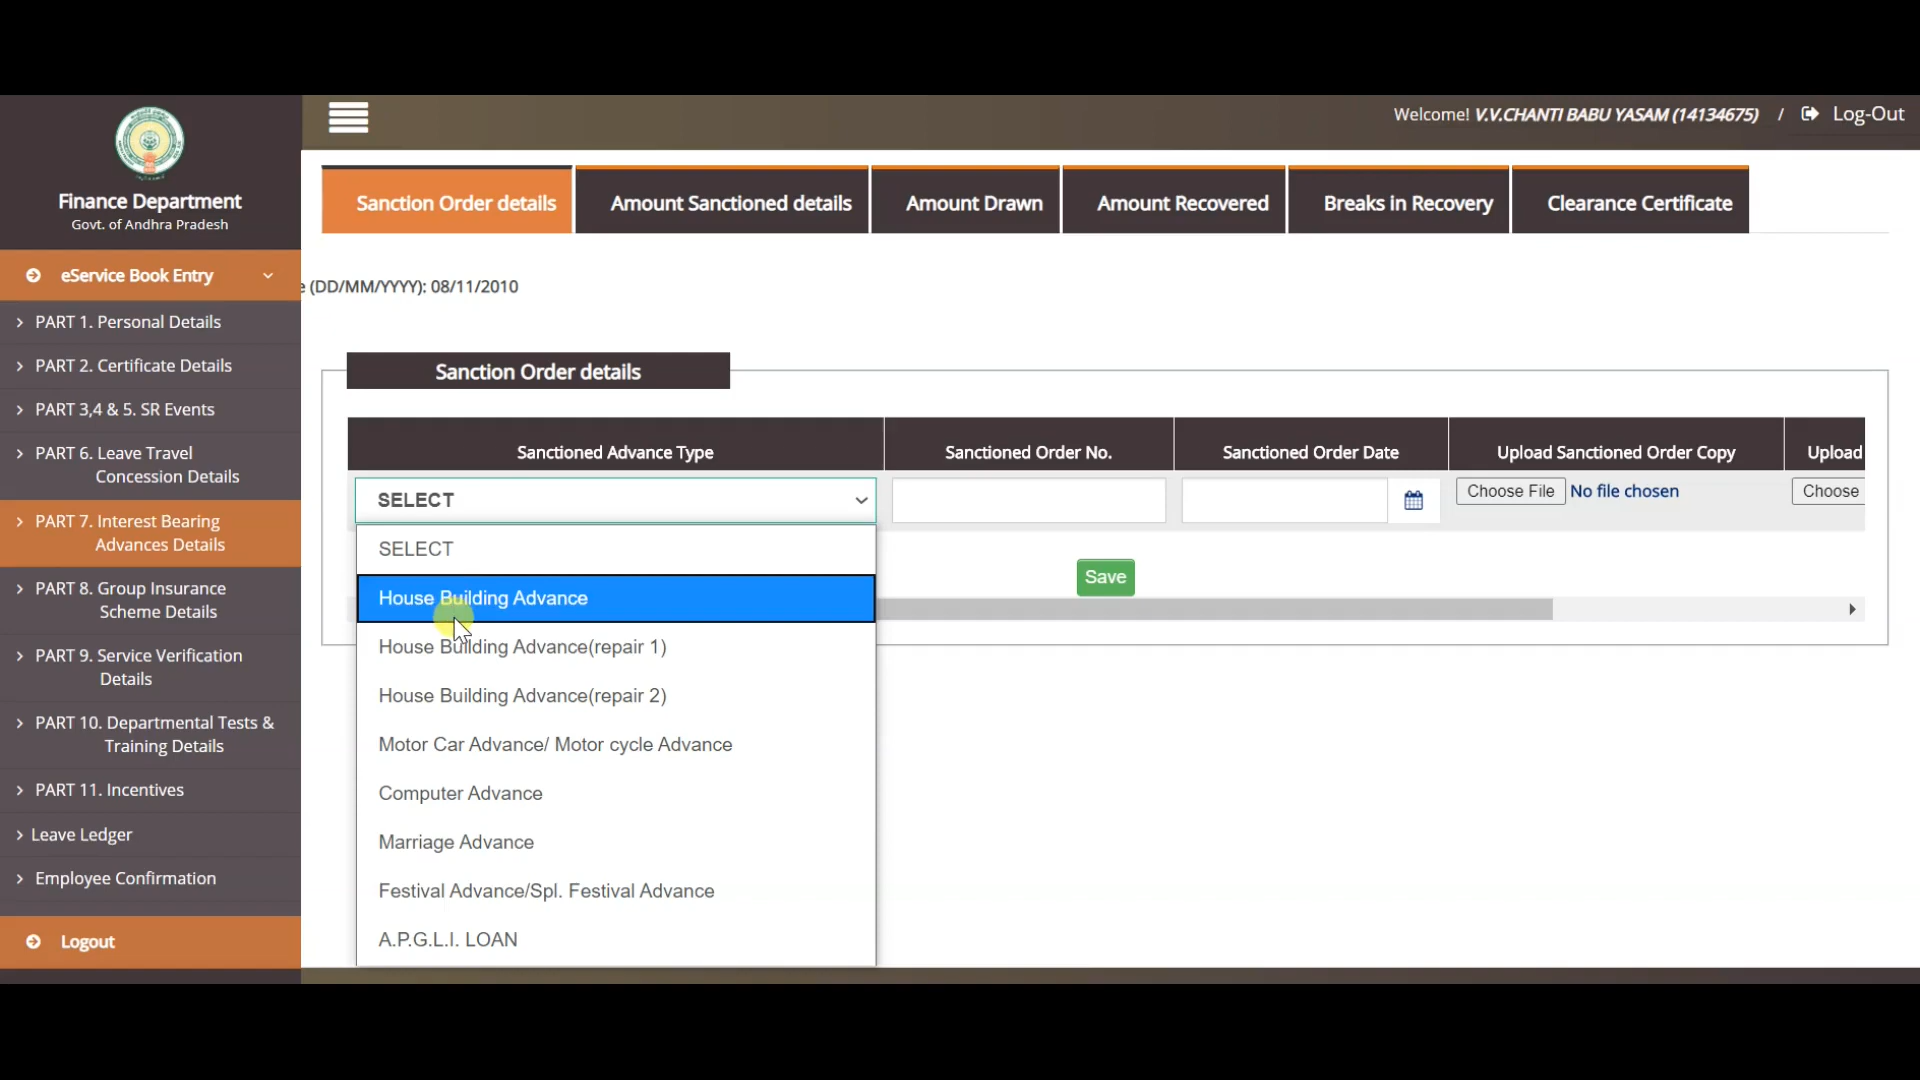 Finance Department
Govt. of Andhra Pradesh
eService Book Entry
PART 1. Personal Details
PART 2. Certificate Details
PART 3,4 & 5. SR Events
PART 6. Leave Travel
Concession Details
PART 7. Interest Bearing
Advances Details
PART 8. Group Insurance
Scheme Details
PART 9. Service Verification
Details
PART 10. Departmental Tests &
Training Details
PART 11. Incentives
Leave Ledger
Employee Confirmation
Logout
Welcome! V.V.CHANTI BABU YASAM (14134675) / Log-Out
Sanction Order details Amount Sanctioned details Amount Drawn Amount Recovered Breaks in Recovery Clearance Certificate
e (DD/MM/YYYY): 08/11/2010
Sanction Order details
Sanctioned Advance Type Sanctioned Order No. Sanctioned Order Date Upload Sanctioned Order Copy Upload
SELECT Choose File No file chosen Choose
SELECT
House Building Advance
House Building Advance(repair 1)
House Building Advance(repair 2)
Motor Car Advance/ Motor cycle Advance
Computer Advance
Marriage Advance
Festival Advance/Spl. Festival Advance
A.P.G.L.I. LOAN
Save